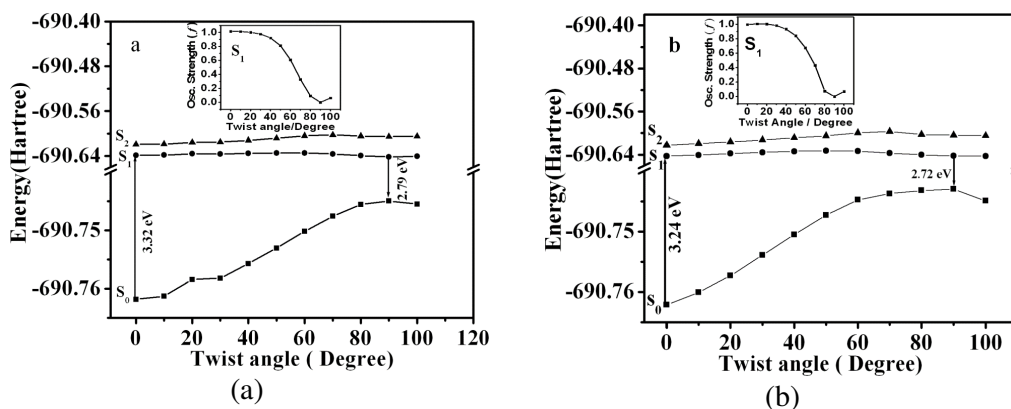 a
Energy(Hartree)
-690.40
-690.48
-690.56
-690.64
-690.75
-690.76
Osc. Strength (f)
1.0
0.8
0.6
0.4
0.2
0.0
S1
0 20 40 60 80 100
Twist angle/Degree
S2
S1
S0
3.32 eV
2.79 eV
0 20 40 60 80 100 120
Twist angle ( Degree)
(a)
b
Energy(Hartree)
-690.40
-690.48
-690.56
-690.64
-690.75
-690.76
Osc. Strength (f)
1.0
0.8
0.6
0.4
0.2
0.0
S1
0 20 40 60 80 100
Twist angle / Degree
S2
S1
S0
3.24 eV
2.72 eV
0 20 40 60 80 100
Twist angle ( Degree)
(b)